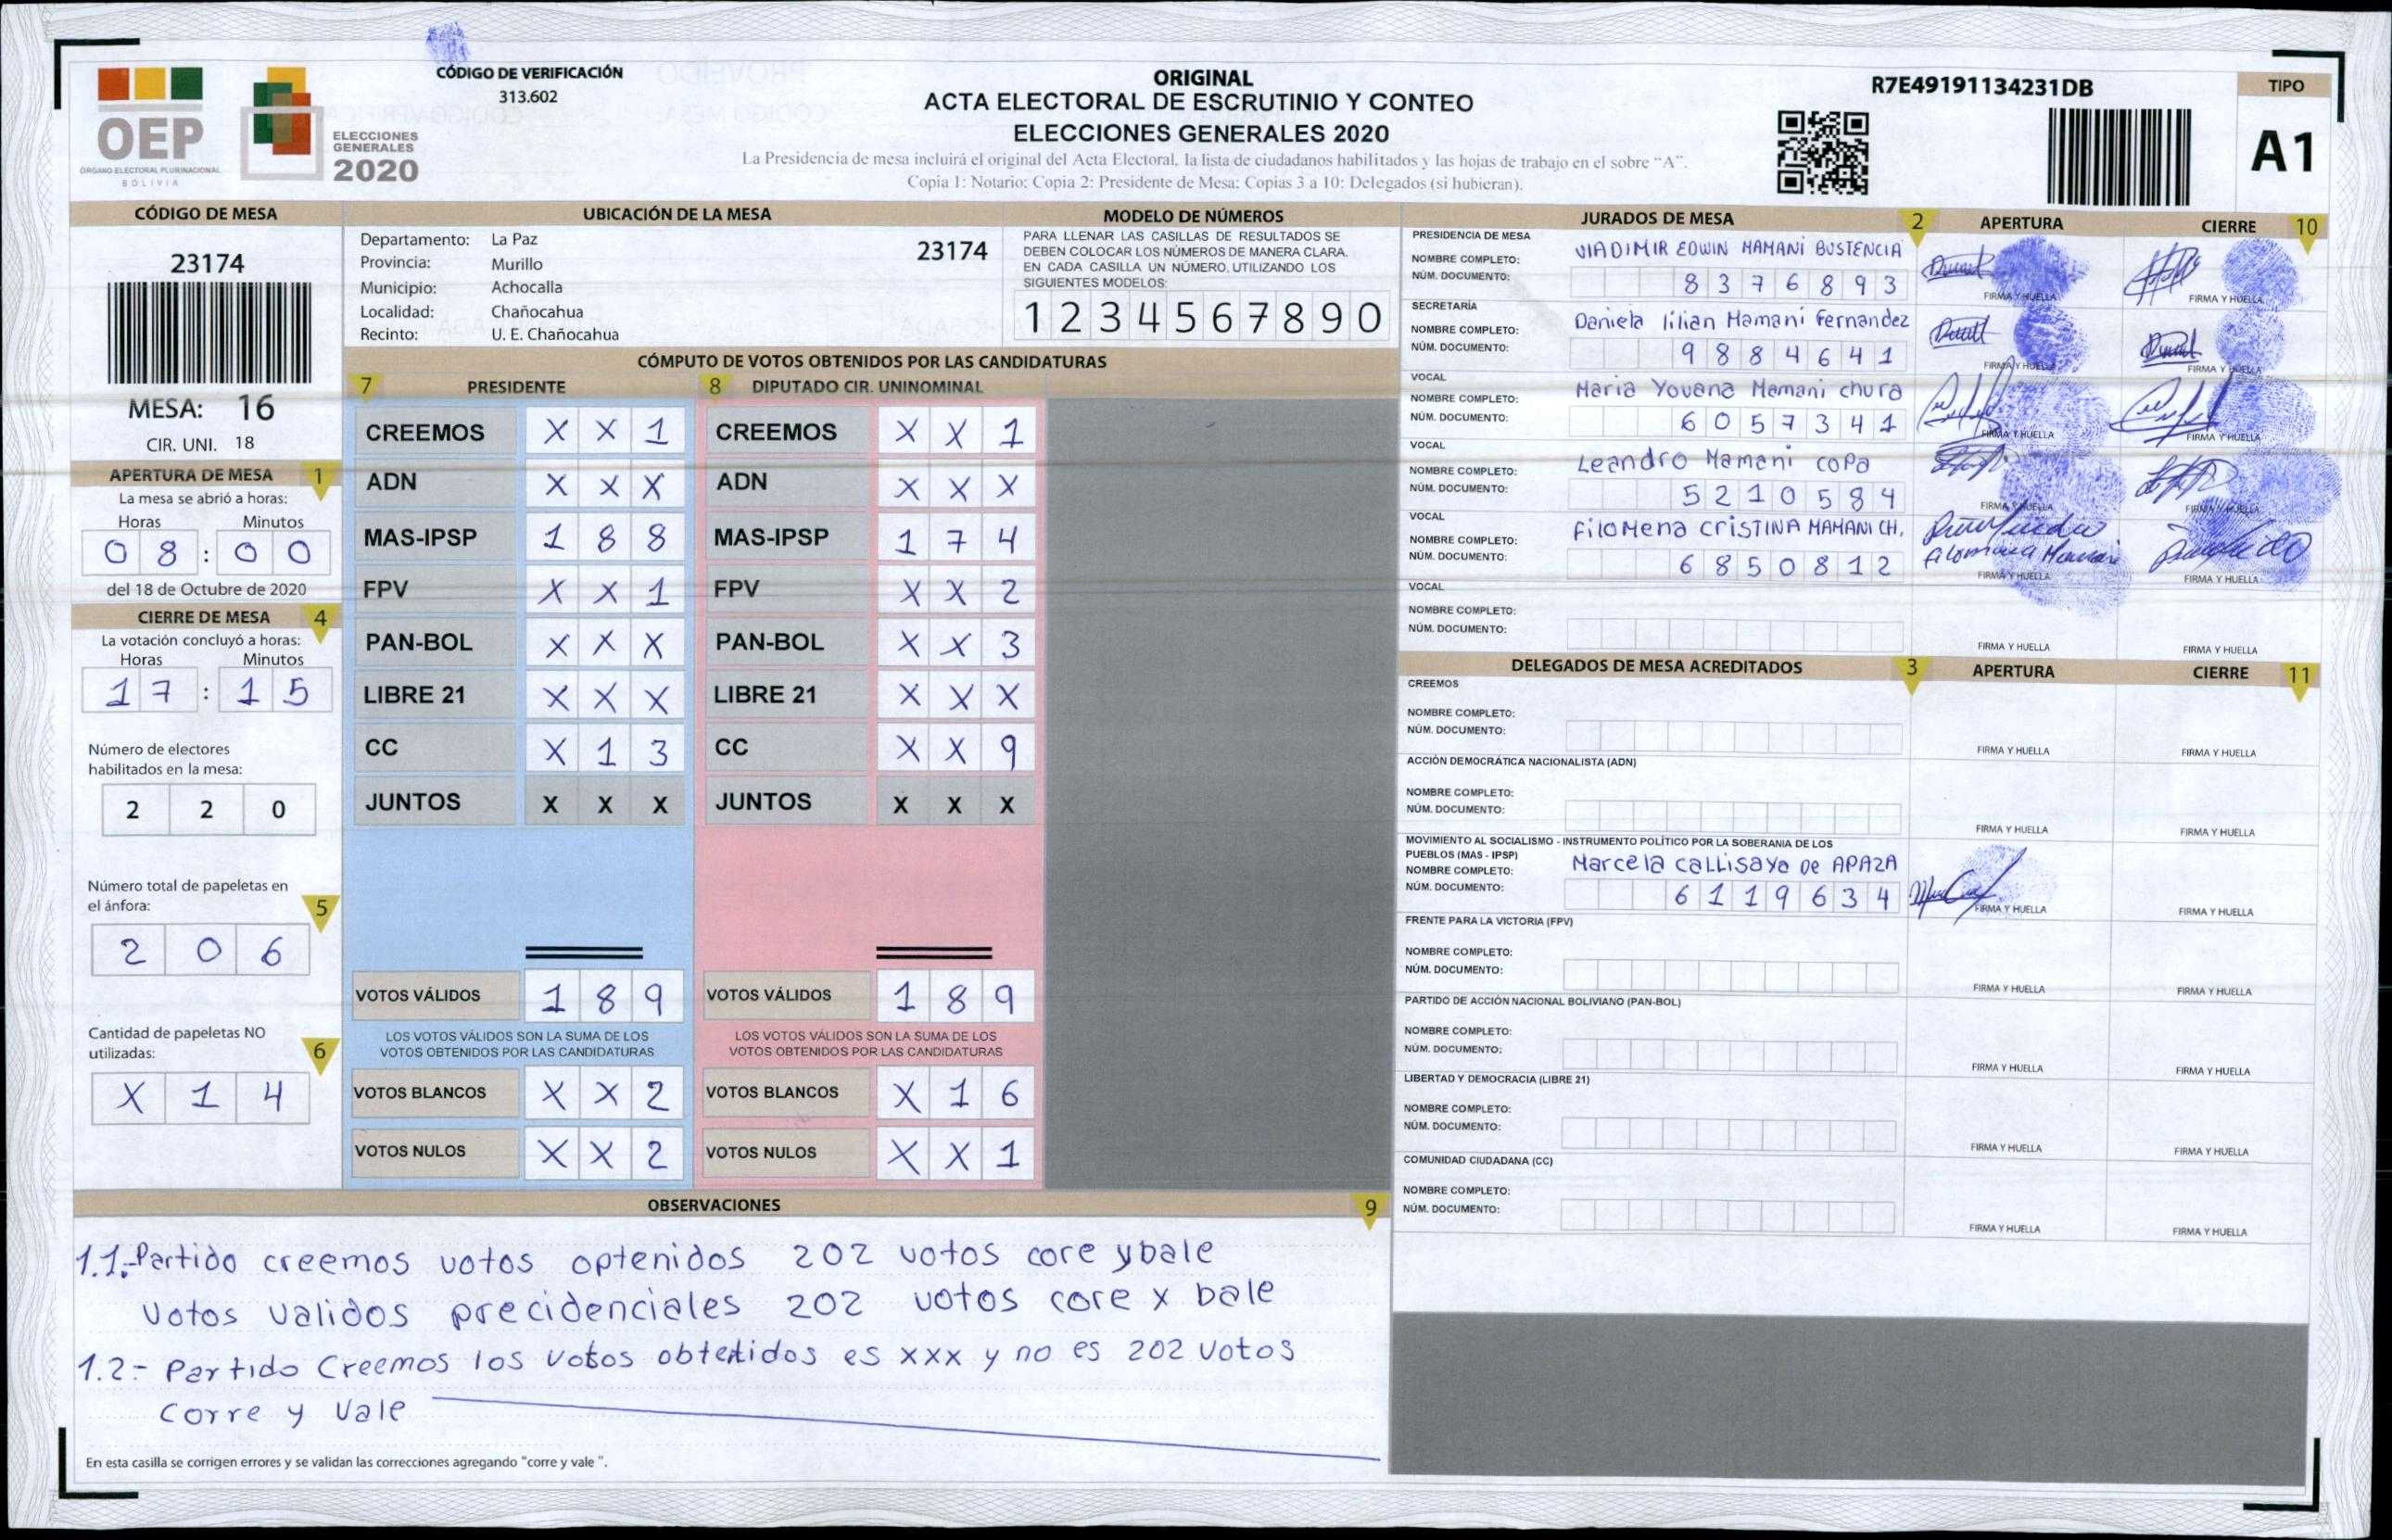 CÓDIGO DE VERIFICACIÓN
313.602
OEP
ÓRGANO ELECTORAL PLURINACIONAL
BOLIVIA
ELECCIONES
GENERALES
2020
ORIGINAL
ACTA ELECTORAL DE ESCRUTINIO Y CONTEO
ELECCIONES GENERALES 2020
La Presidencia de mesa incluirá el original del Acta Electoral, la lista de ciudadanos habilitados y las hojas de trabajo en el sobre "A".
Copia 1: Notario; Copia 2: Presidente de Mesa; Copias 3 a 10: Delegados (si hubieran).
R7E49191134231DB
TIPO
A1
CÓDIGO DE MESA
23174
MESA: 16
CIR. UNI. 18
APERTURA DE MESA 1
La mesa se abrió a horas:
Horas Minutos
0 8 : 0 0
del 18 de Octubre de 2020
CIERRE DE MESA 4
La votación concluyó a horas:
Horas Minutos
1 7 : 1 5
Número de electores
habilitados en la mesa:
2 2 0
Número total de papeletas en
el ánfora: 5
2 0 6
Cantidad de papeletas NO
utilizadas: 6
X 1 4
UBICACIÓN DE LA MESA
Departamento: La Paz 23174
Provincia: Murillo
Municipio: Achocalla
Localidad: Chañocahua
Recinto: U. E. Chañocahua
MODELO DE NÚMEROS
PARA LLENAR LAS CASILLAS DE RESULTADOS SE
DEBEN COLOCAR LOS NÚMEROS DE MANERA CLARA.
EN CADA CASILLA UN NÚMERO, UTILIZANDO LOS
SIGUIENTES MODELOS:
1 2 3 4 5 6 7 8 9 0
CÓMPUTO DE VOTOS OBTENIDOS POR LAS CANDIDATURAS
7 PRESIDENTE 8 DIPUTADO CIR. UNINOMINAL
CREEMOS X X 1 CREEMOS X X 1
ADN X X X ADN X X X
MAS-IPSP 1 8 8 MAS-IPSP 1 7 4
FPV X X 1 FPV X X 2
PAN-BOL X X X PAN-BOL X X 3
LIBRE 21 X X X LIBRE 21 X X X
CC X 1 3 CC X X 9
JUNTOS X X X JUNTOS X X X
VOTOS VÁLIDOS 1 8 9 VOTOS VÁLIDOS 1 8 9
LOS VOTOS VÁLIDOS SON LA SUMA DE LOS LOS VOTOS VÁLIDOS SON LA SUMA DE LOS
VOTOS OBTENIDOS POR LAS CANDIDATURAS VOTOS OBTENIDOS POR LAS CANDIDATURAS
VOTOS BLANCOS X X 2 VOTOS BLANCOS X 1 6
VOTOS NULOS X X 2 VOTOS NULOS X X 1
OBSERVACIONES 9
1.1.-Partido creemos votos optenidos 202 votos core y bale
votos validos precidenciales 202 votos core x bale
1.2.- Partido Creemos los votos obtenidos es xxx y no es 202 votos
Corre y Vale
En esta casilla se corrigen errores y se validan las correcciones agregando "corre y vale ".
JURADOS DE MESA 2 APERTURA CIERRE 10
PRESIDENCIA DE MESA
NOMBRE COMPLETO: VLADIMIR EDWIN MAMANI BUSTENCIA
NÚM. DOCUMENTO: 8 3 7 6 8 9 3
FIRMA Y HUELLA FIRMA Y HUELLA
SECRETARÍA
NOMBRE COMPLETO: Daniela lilian Mamani Fernandez
NÚM. DOCUMENTO: 9 8 8 4 6 4 1
FIRMA Y HUELLA FIRMA Y HUELLA
VOCAL
NOMBRE COMPLETO: Maria Yovana Mamani chura
NÚM. DOCUMENTO: 6 0 5 7 3 4 1
FIRMA Y HUELLA FIRMA Y HUELLA
VOCAL
NOMBRE COMPLETO: Leandro Mamani copa
NÚM. DOCUMENTO: 5 2 1 0 5 8 4
FIRMA Y HUELLA FIRMA Y HUELLA
VOCAL
NOMBRE COMPLETO: FiloMena CRISTINA MAMANI CH.
NÚM. DOCUMENTO: 6 8 5 0 8 1 2
FIRMA Y HUELLA FIRMA Y HUELLA
VOCAL
NOMBRE COMPLETO:
NÚM. DOCUMENTO:
FIRMA Y HUELLA FIRMA Y HUELLA
DELEGADOS DE MESA ACREDITADOS 3 APERTURA CIERRE 11
CREEMOS
NOMBRE COMPLETO:
NÚM. DOCUMENTO:
FIRMA Y HUELLA FIRMA Y HUELLA
ACCIÓN DEMOCRÁTICA NACIONALISTA (ADN)
NOMBRE COMPLETO:
NÚM. DOCUMENTO:
FIRMA Y HUELLA FIRMA Y HUELLA
MOVIMIENTO AL SOCIALISMO - INSTRUMENTO POLÍTICO POR LA SOBERANIA DE LOS
PUEBLOS (MAS - IPSP)
NOMBRE COMPLETO: Marcela CALLISAYA De APAZA
NÚM. DOCUMENTO: 6 1 1 9 6 3 4
FIRMA Y HUELLA FIRMA Y HUELLA
FRENTE PARA LA VICTORIA (FPV)
NOMBRE COMPLETO:
NÚM. DOCUMENTO:
FIRMA Y HUELLA FIRMA Y HUELLA
PARTIDO DE ACCIÓN NACIONAL BOLIVIANO (PAN-BOL)
NOMBRE COMPLETO:
NÚM. DOCUMENTO:
FIRMA Y HUELLA FIRMA Y HUELLA
LIBERTAD Y DEMOCRACIA (LIBRE 21)
NOMBRE COMPLETO:
NÚM. DOCUMENTO:
FIRMA Y HUELLA FIRMA Y HUELLA
COMUNIDAD CIUDADANA (CC)
NOMBRE COMPLETO:
NÚM. DOCUMENTO:
FIRMA Y HUELLA FIRMA Y HUELLA